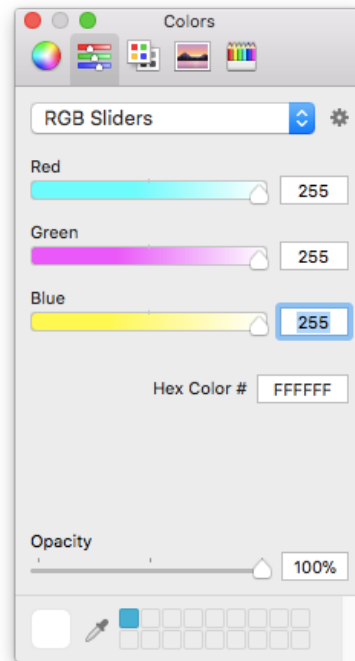 Colors
RGB Sliders
Red
255
Green
255
Blue
255
Hex Color # FFFFFF
Opacity
100%